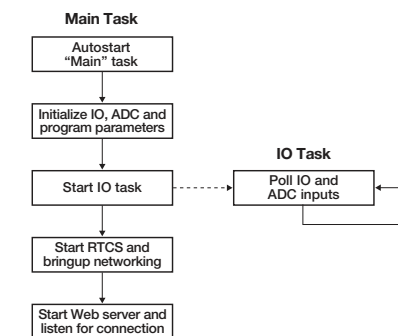 Main Task
Autostart
“Main” task
Initialize IO, ADC and
program parameters
Start IO task
IO Task
Poll IO and
ADC inputs
Start RTCS and
bringup networking
Start Web server and
listen for connection